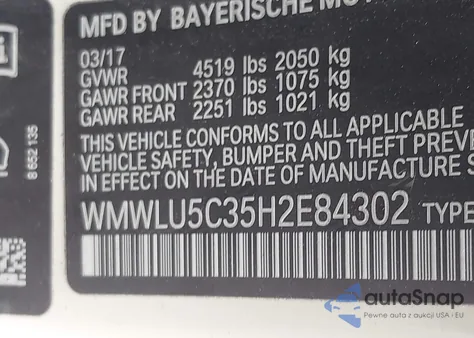 MFD BY BAYERISCHE
03/17
GVWR 4519 lbs 2050 kg
GAWR FRONT 2370 lbs 1075 kg
GAWR REAR 2251 lbs 1021 kg
THIS VEHICLE CONFORMS TO ALL APPLICABLE
VEHICLE SAFETY, BUMPER AND THEFT PREVE
IN EFFECT ON THE DATE OF MANUFACTURE
WMWLU5C35H2E84302 TYPE
8 652 135
autaSnap
Pewne auta z aukcji USA - EU